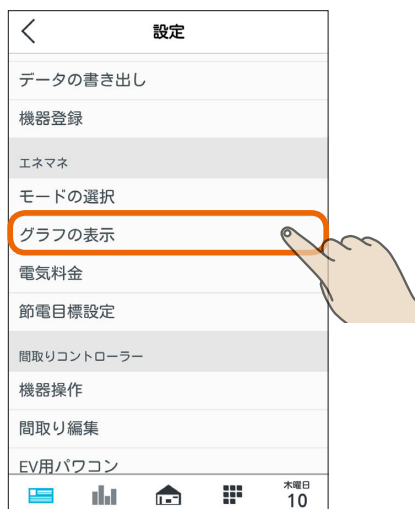 設定
データの書き出し
機器登録
エネマネ
モードの選択
グラフの表示
電気料金
節電目標設定
間取りコントローラー
機器操作
間取り編集
EV用パワコン
木曜日
10